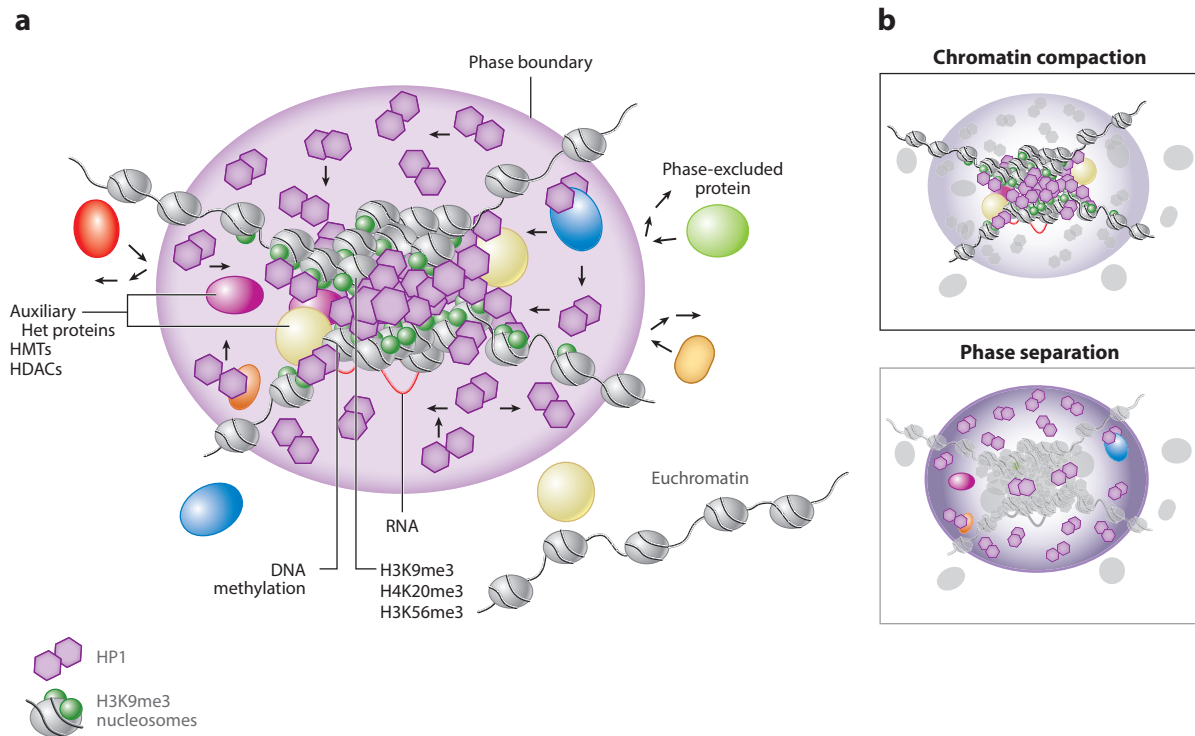 a
Phase boundary
Phase-excluded
protein
Auxiliary
Het proteins
HMTs
HDACs
Euchromatin
RNA
DNA
methylation
H3K9me3
H4K20me3
H3K56me3
HP1
H3K9me3
nucleosomes
b
Chromatin compaction
Phase separation